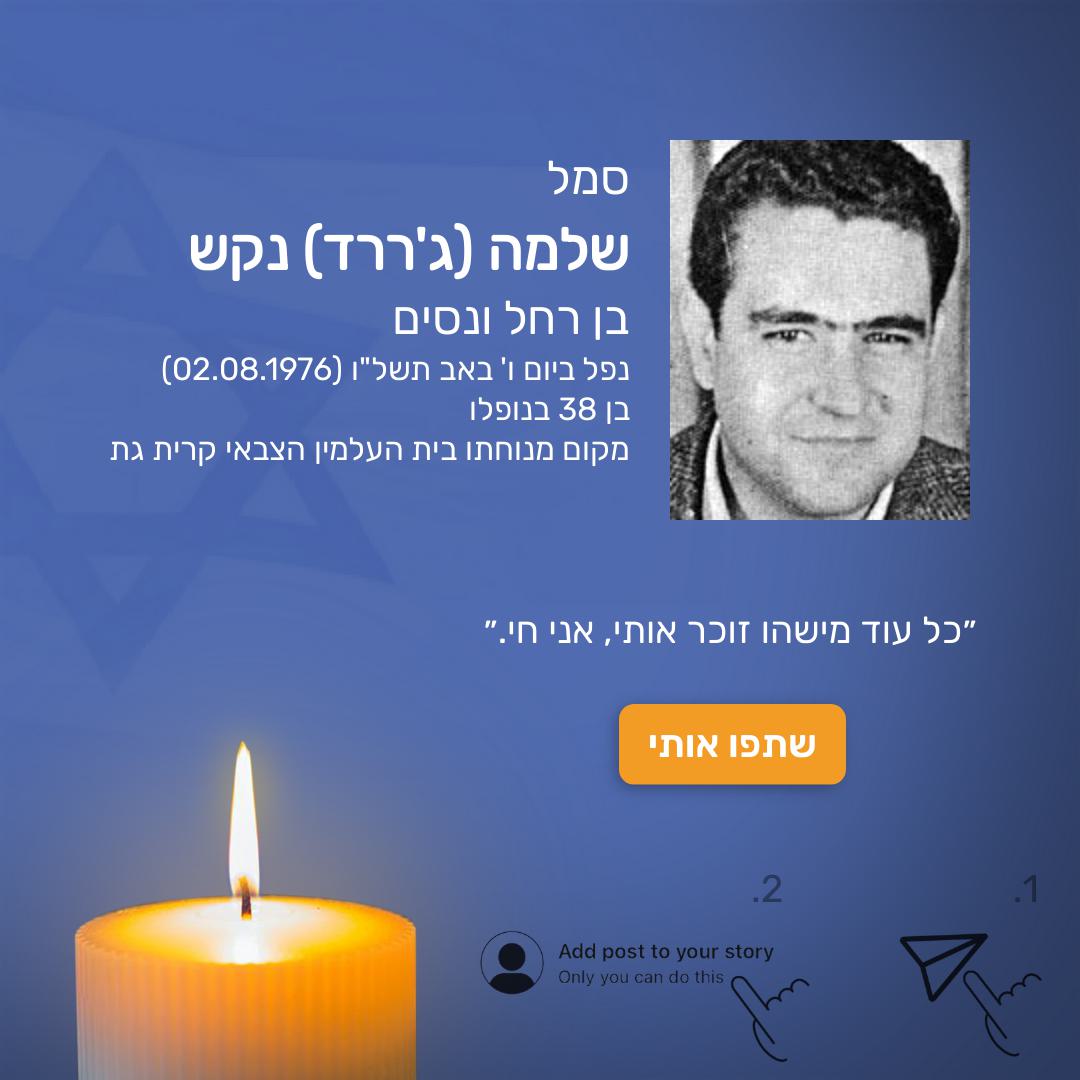 סמל
שלמה (ג'ררד) נקש
בן רחל ונסים
נפל ביום ו' באב תשל"ו (02.08.1976)
בן 38 בנופלו
מקום מנוחתו בית העלמין הצבאי קרית גת
״כל עוד מישהו זוכר אותי, אני חי.״
שתפו אותי
.1
.2
Add post to your story
Only you can do this